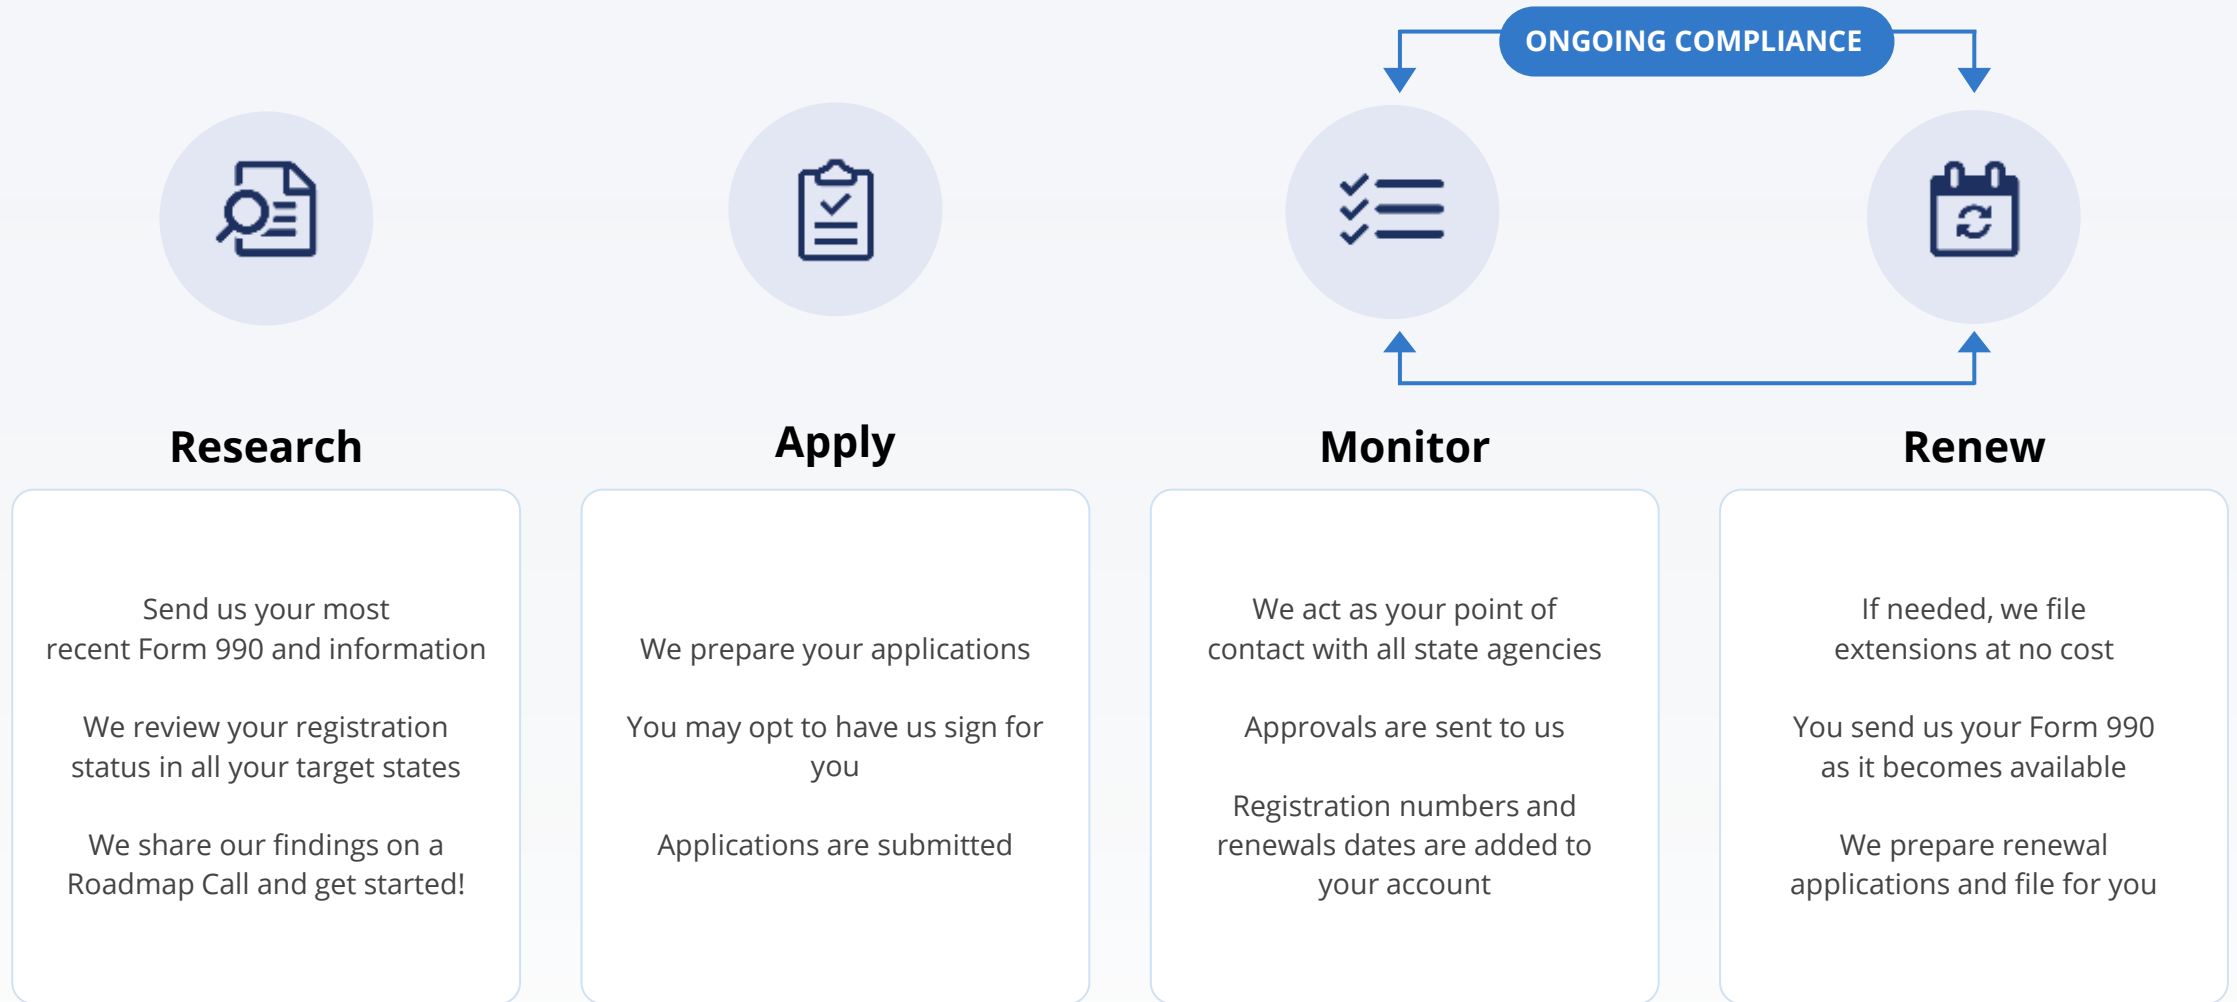 ONGOING COMPLIANCE
Research
Send us your most
recent Form 990 and information
We review your registration
status in all your target states
We share our findings on a
Roadmap Call and get started!
Apply
We prepare your applications
You may opt to have us sign for
you
Applications are submitted
Monitor
We act as your point of
contact with all state agencies
Approvals are sent to us
Registration numbers and
renewals dates are added to
your account
Renew
If needed, we file
extensions at no cost
You send us your Form 990
as it becomes available
We prepare renewal
applications and file for you